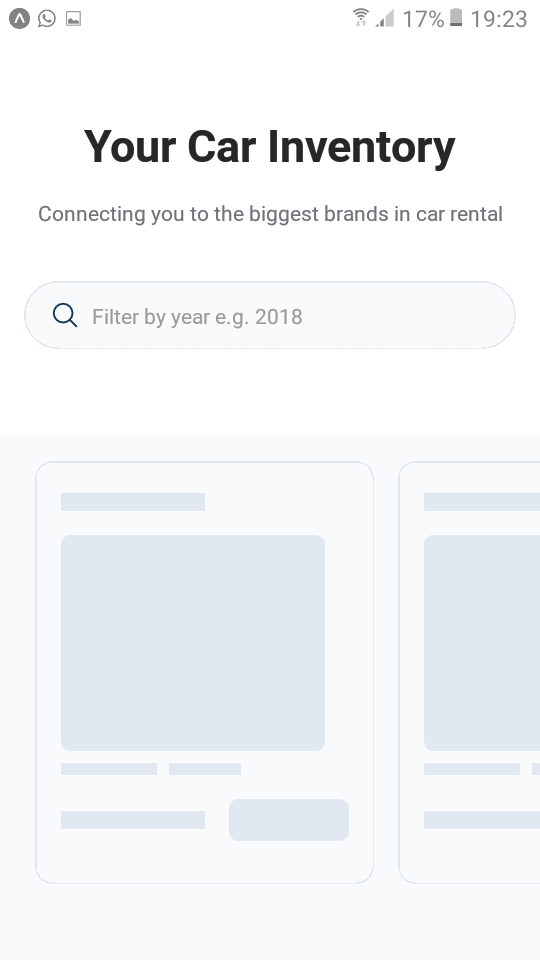 17% 19:23
Your Car Inventory
Connecting you to the biggest brands in car rental
Filter by year e.g. 2018